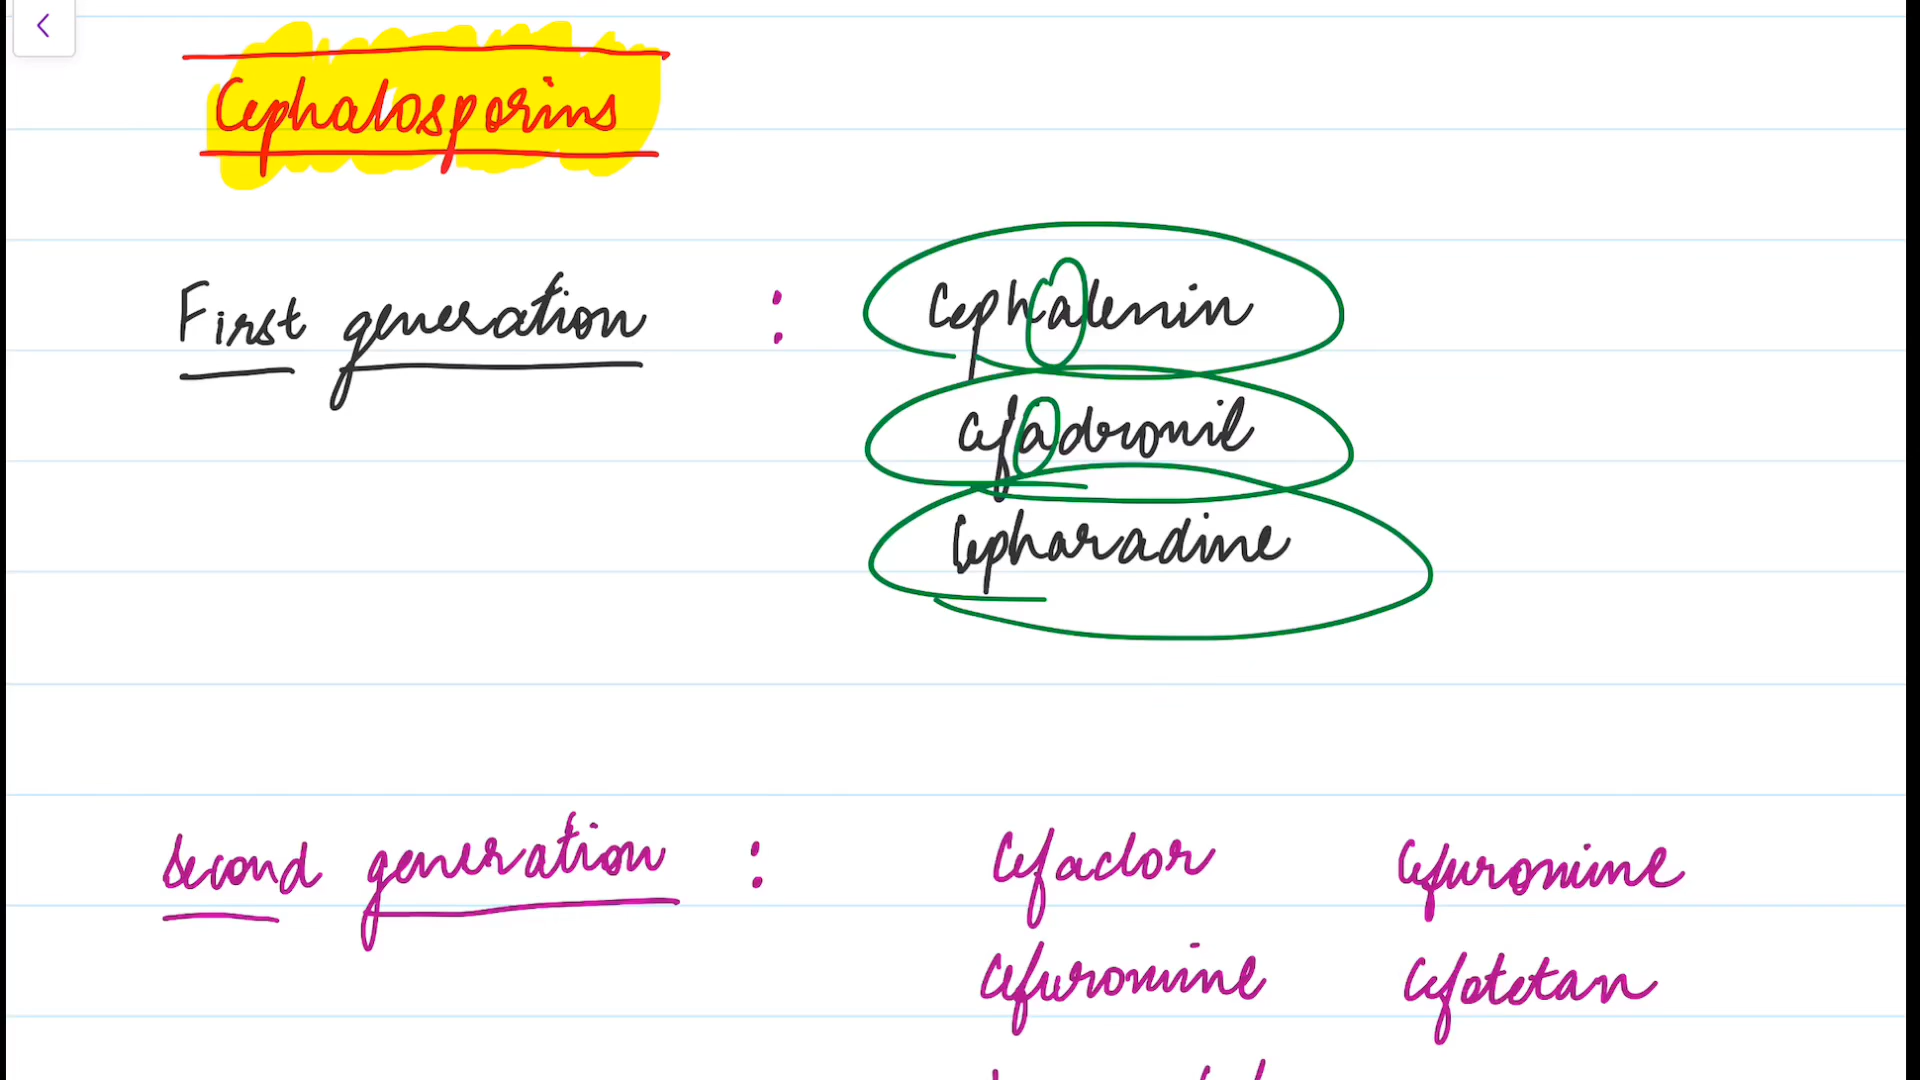 Cephalosporins
First generation : Cephalexin
Cefadroxil
Cepharadine
Second generation : Cefaclor Cefuroxime
Cefuroxime Cefotetan